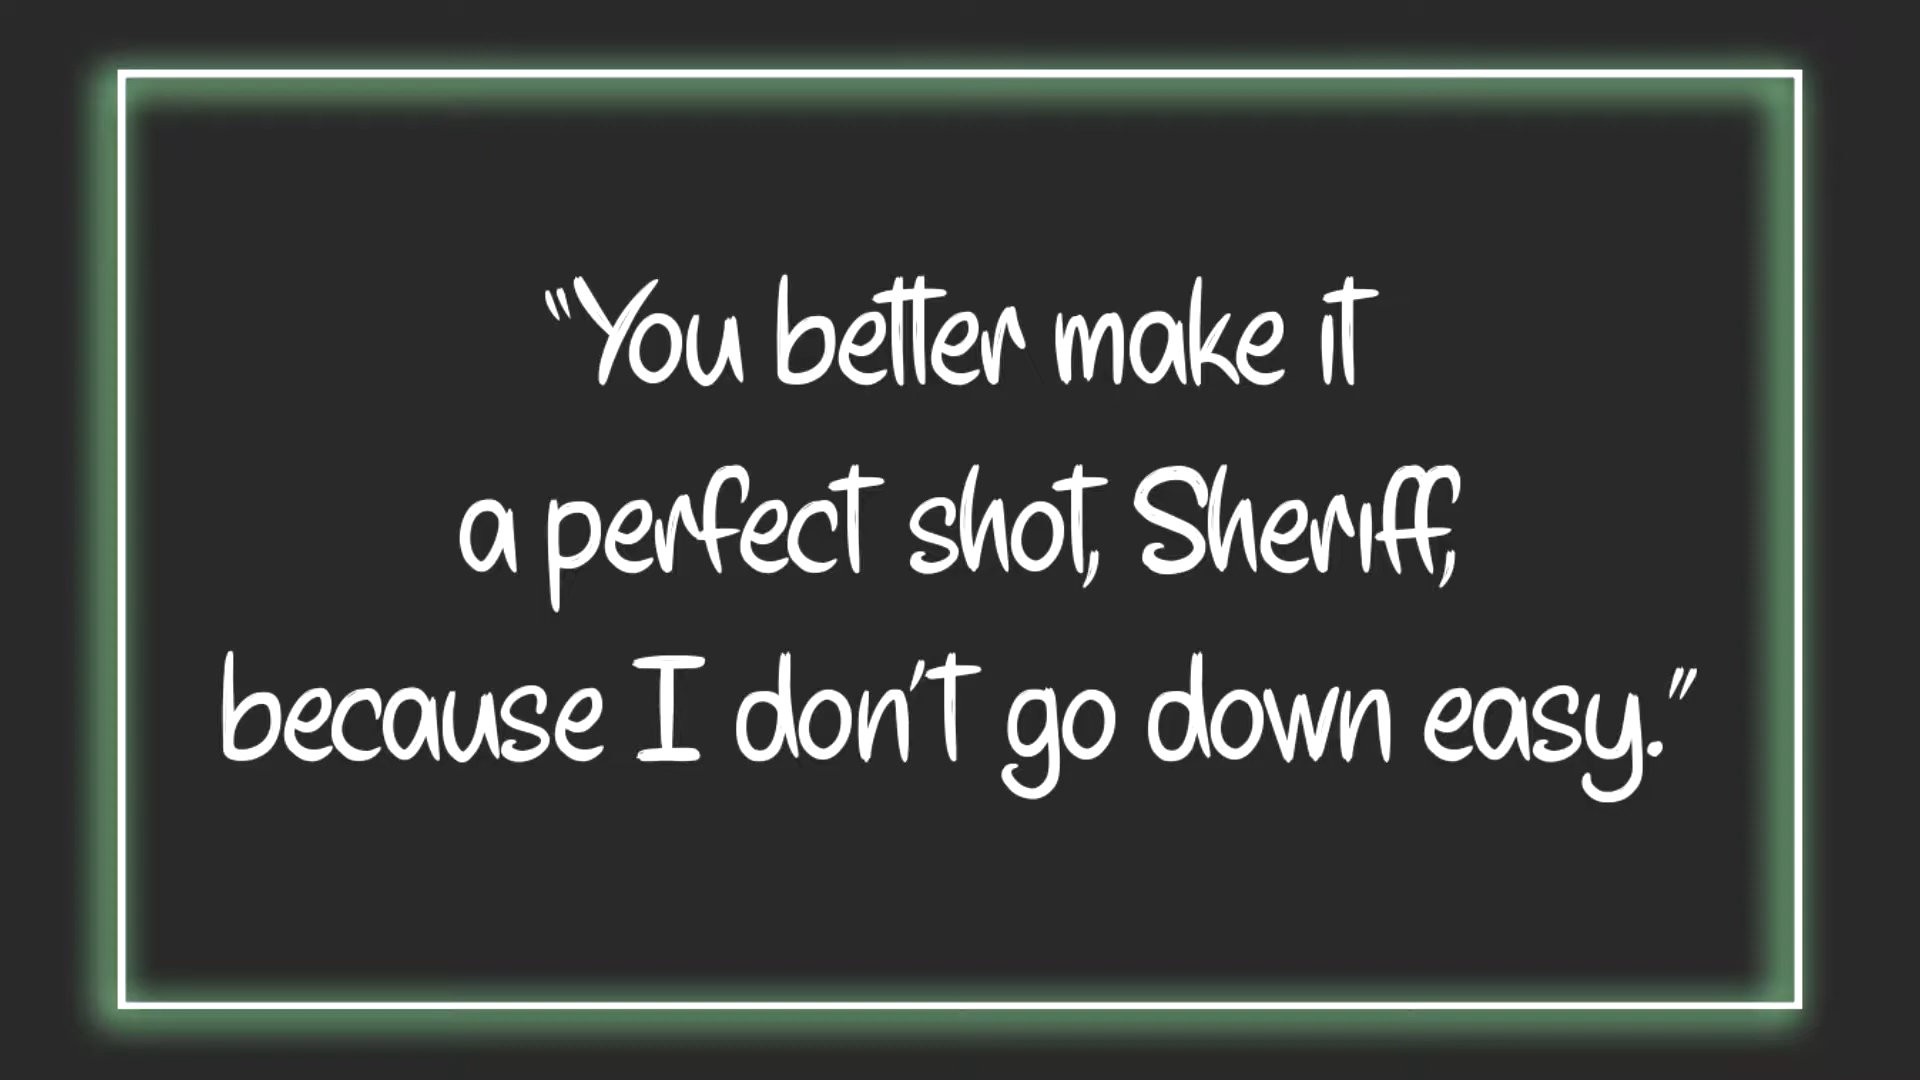 "You better make it
a perfect shot, Sheriff,
because I don't go down easy."